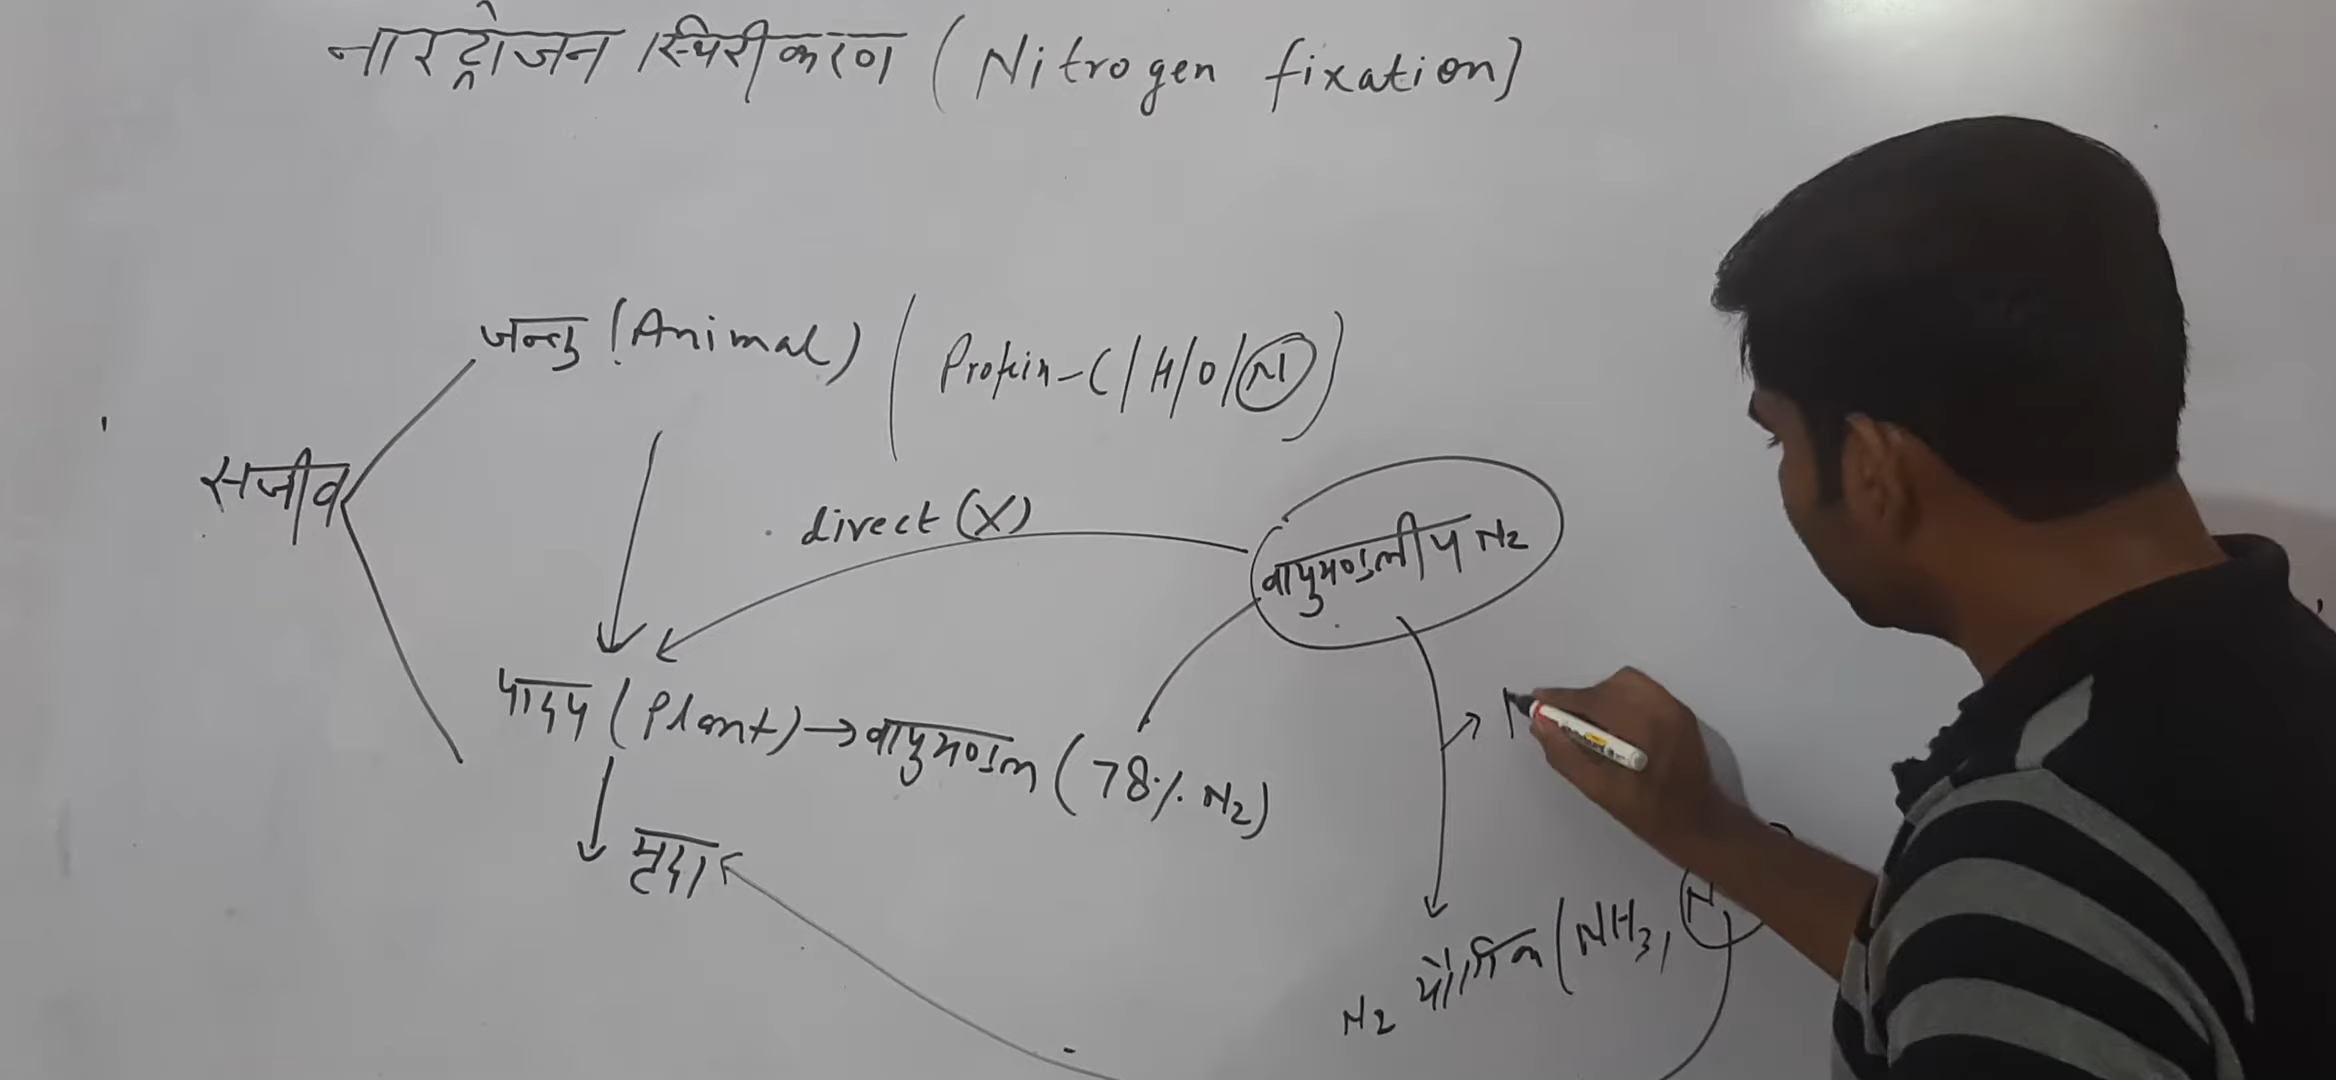 नारट्रोजन स्थिरीकरण (Nitrogen fixation)
जन्तु (Animal) (Protein-C/H/O/N)
सजीव
direct (X)
वायुमण्डलीय N2
पादप (Plant) → वायुमण्डल (78% N2)
मृदा
N2 यौगिक (NH3,